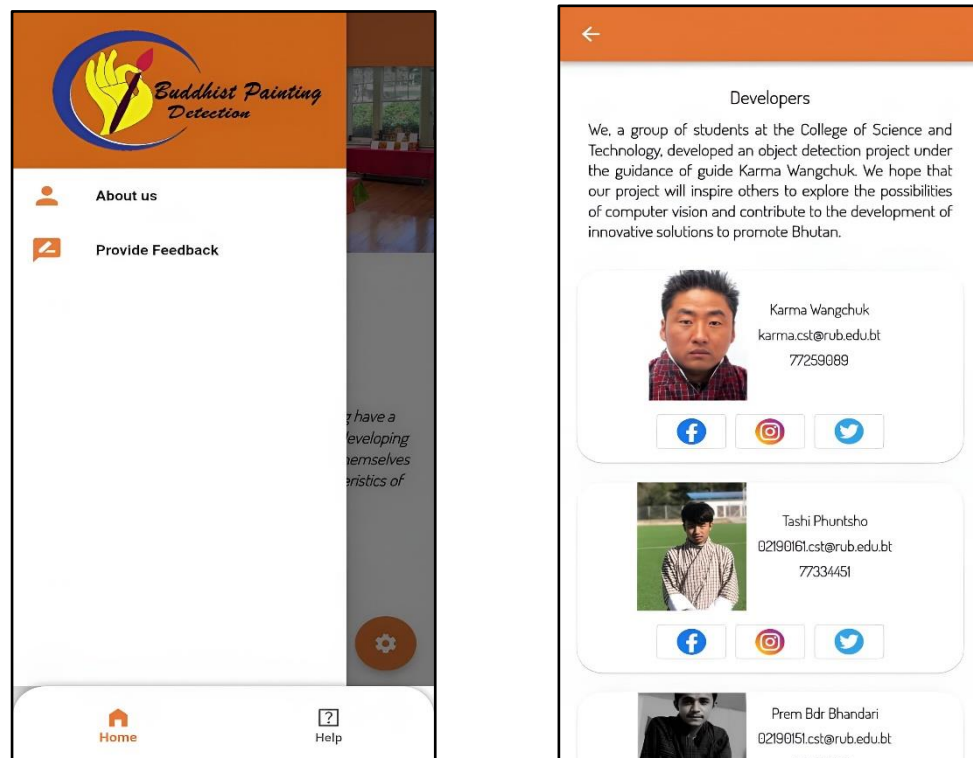 Buddhist Painting
Detection
About us
Provide Feedback
g have a
developing
hemselves
eristics of
Home
Help
Developers
We, a group of students at the College of Science and
Technology, developed an object detection project under
the guidance of guide Karma Wangchuk. We hope that
our project will inspire others to explore the possibilities
of computer vision and contribute to the development of
innovative solutions to promote Bhutan.
Karma Wangchuk
karma.cst@rub.edu.bt
77259089
Tashi Phuntsho
02190161.cst@rub.edu.bt
77334451
Prem Bdr Bhandari
02190151.cst@rub.edu.bt